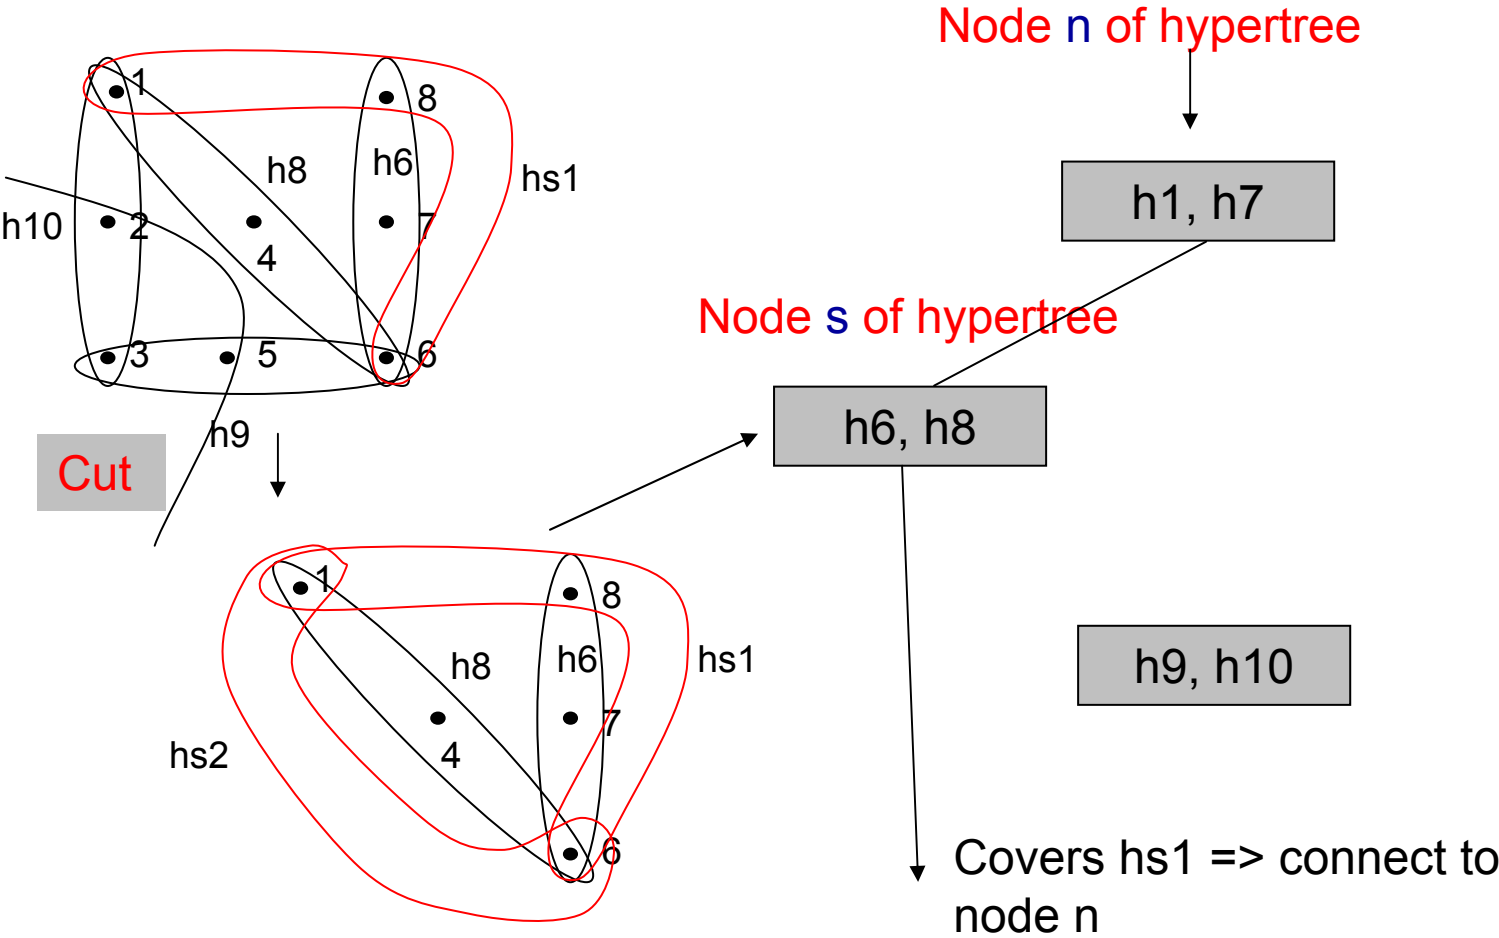 Node n of hypertree
1
8
h8
h6
hs1
h1, h7
h10
2
4
7
Node s of hypertree
3
5
6
h9
h6, h8
Cut
1
8
h8
h6
hs1
h9, h10
7
hs2
4
6
Covers hs1 => connect to
node n